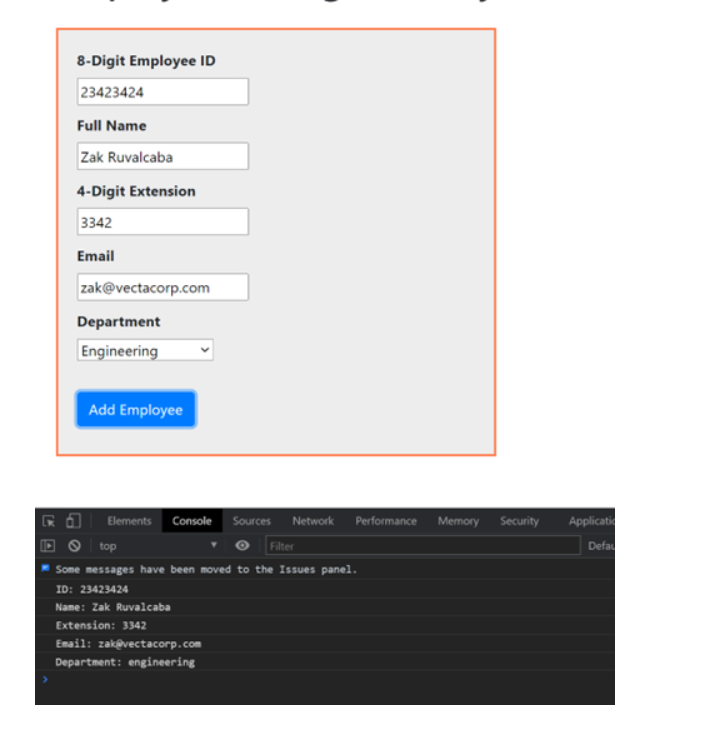 8-Digit Employee ID
23423424
Full Name
Zak Ruvalcaba
4-Digit Extension
3342
Email
zak@vectacorp.com
Department
Engineering
Add Employee
Elements Console Sources Network Performance Memory Security Applicatio
top Filter Defau
Some messages have been moved to the Issues panel.
ID: 23423424
Name: Zak Ruvalcaba
Extension: 3342
Email: zak@vectacorp.com
Department: engineering
>